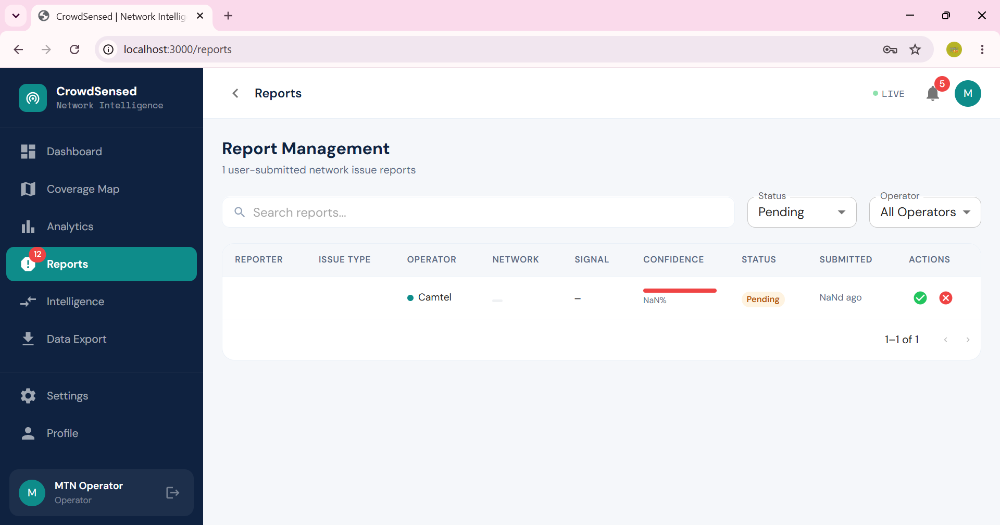 CrowdSensed | Network Intellig
localhost:3000/reports
CrowdSensed
Network Intelligence
Dashboard
Coverage Map
Analytics
12
Reports
Intelligence
Data Export
Settings
Profile
M
MTN Operator
Operator
Reports
LIVE
5
M
Report Management
1 user-submitted network issue reports
Search reports...
Status
Pending
Operator
All Operators
REPORTER ISSUE TYPE OPERATOR NETWORK SIGNAL CONFIDENCE STATUS SUBMITTED ACTIONS
Camtel – NaN% Pending NaNd ago
1–1 of 1